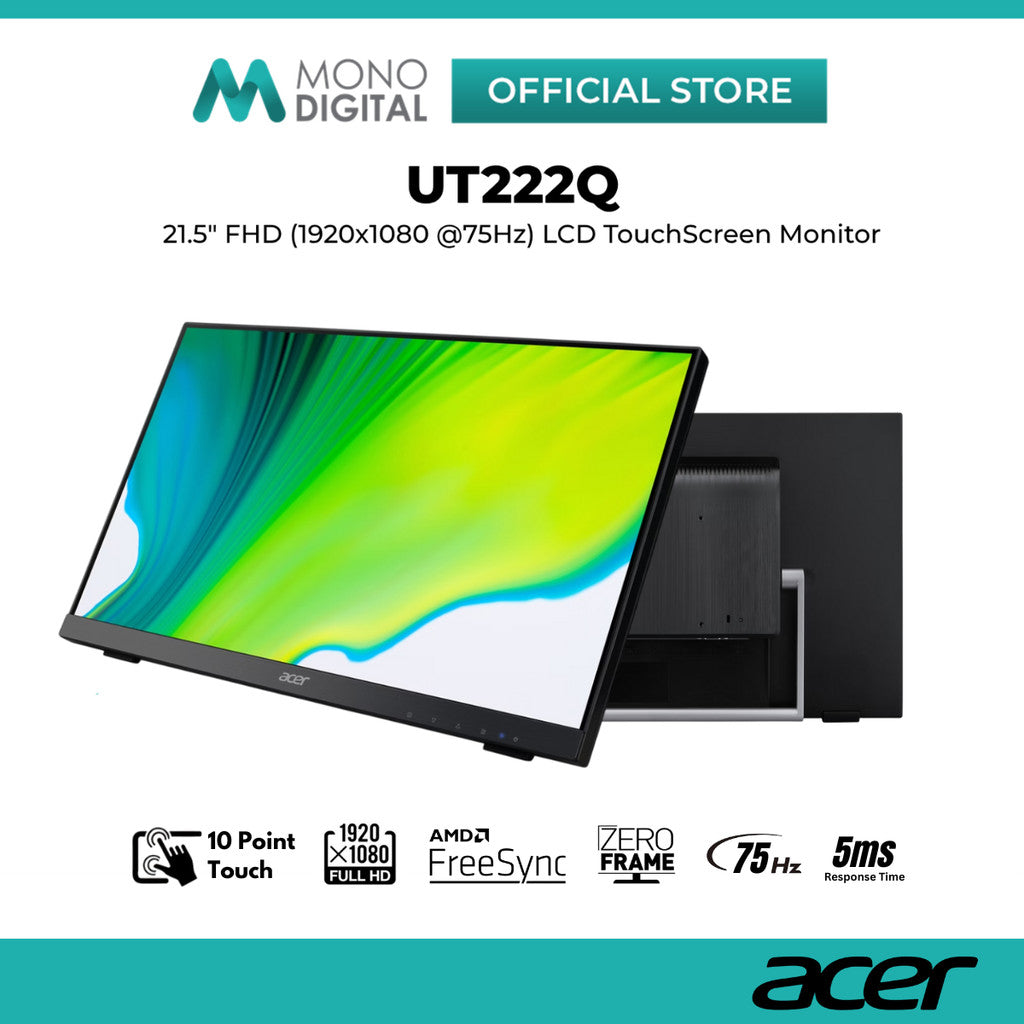 MONO
DIGITAL
OFFICIAL STORE
UT222Q
21.5" FHD (1920x1080 @75Hz) LCD TouchScreen Monitor
acer
10 Point
Touch
1920
×1080
FULL HD
AMD
FreeSync
ZERO
FRAME
75Hz
5ms
Response Time
acer